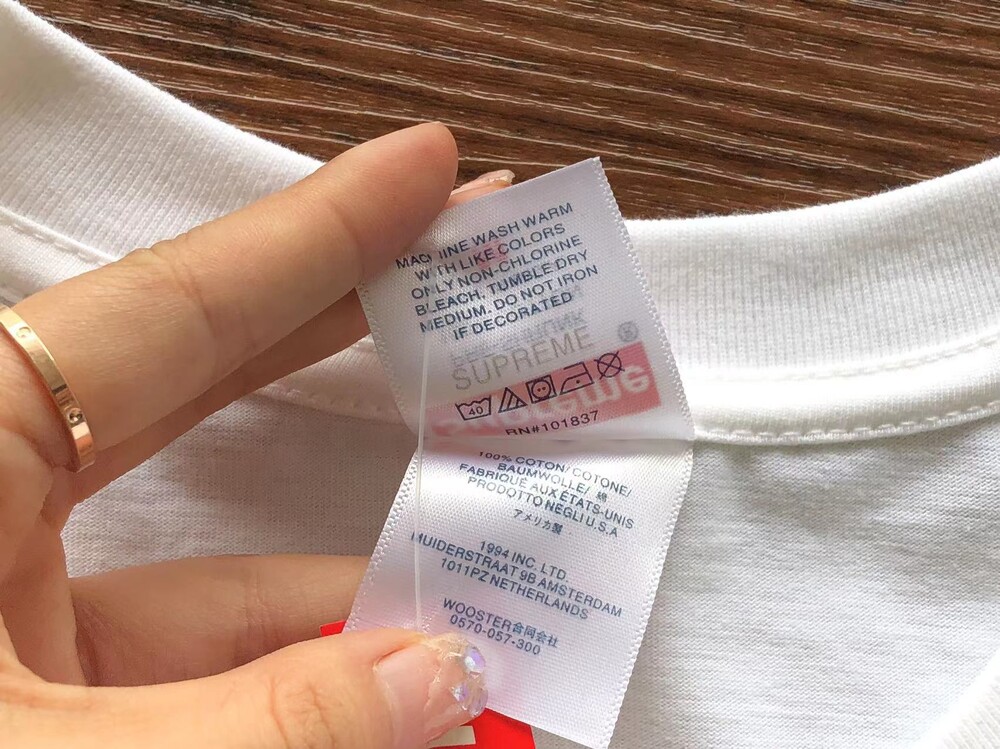 MACHINE WASH WARM
WITH LIKE COLORS
ONLY NON-CHLORINE
BLEACH, TUMBLE DRY
MEDIUM. DO NOT IRON
IF DECORATED
SUPREME ®
40
RN#101837
100% COTON/COTONE/
BAUMWOLLE/ 綿
FABRIQUÉ AUX ÉTATS-UNIS
PRODOTTO NEGLI U.S.A
アメリカ製
1994 INC. LTD.
MUIDERSTRAAT 9B AMSTERDAM
1011PZ NETHERLANDS
WOOSTER合同会社
0570-057-300